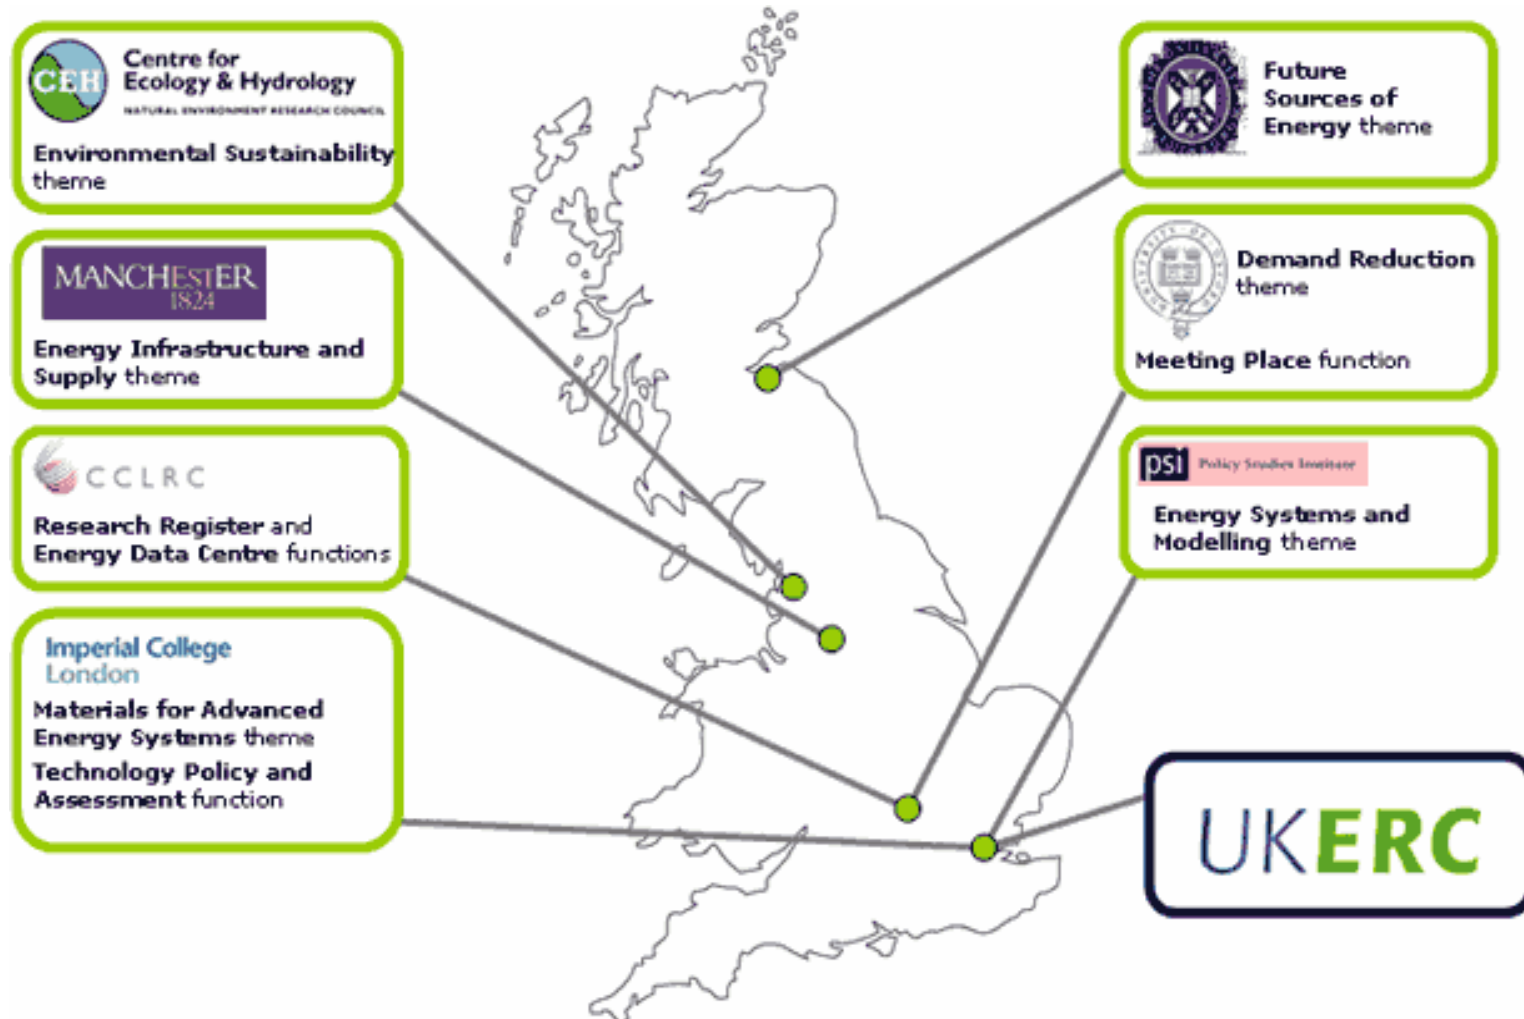 CEH
Centre for
Ecology & Hydrology
NATURAL ENVIRONMENT RESEARCH COUNCIL
Environmental Sustainability
theme
MANCHESTER
1824
Energy Infrastructure and
Supply theme
CCLRC
Research Register and
Energy Data Centre functions
Imperial College
London
Materials for Advanced
Energy Systems theme
Technology Policy and
Assessment function
Future
Sources of
Energy theme
UNIVERSITY OF OXFORD
Demand Reduction
theme
Meeting Place function
psi Policy Studies Institute
Energy Systems and
Modelling theme
UKERC